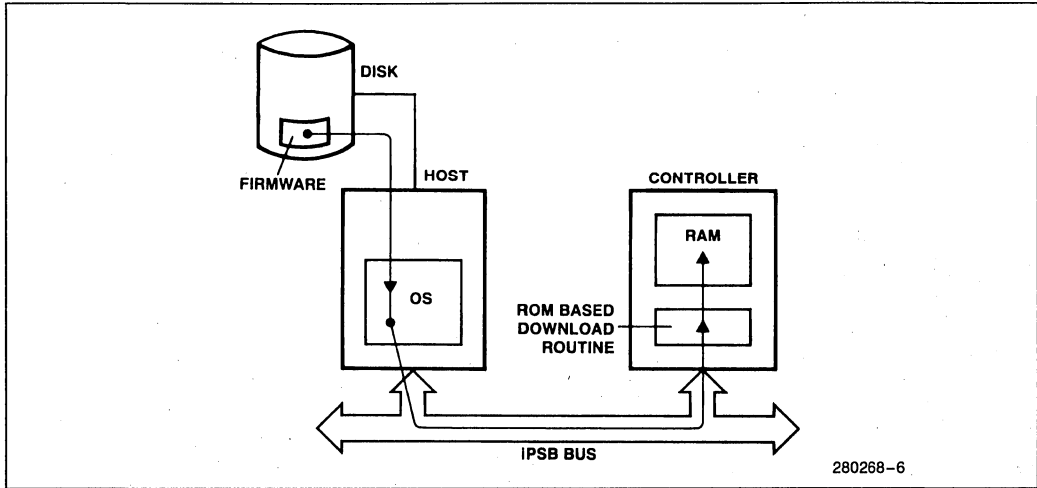 DISK
FIRMWARE
HOST
CONTROLLER
RAM
OS
ROM BASED
DOWNLOAD
ROUTINE
IPSB BUS
280268-6